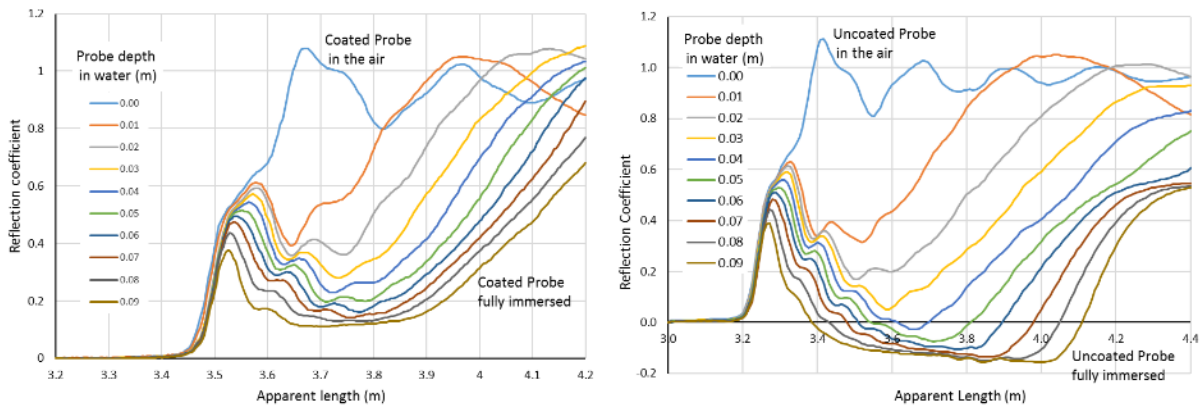 1.2
1
0.8
0.6
0.4
0.2
0
Reflection coefficient
Probe depth
in water (m)
0.00
0.01
0.02
0.03
0.04
0.05
0.06
0.07
0.08
0.09
Coated Probe
in the air
Coated Probe
fully immersed
3.2 3.3 3.4 3.5 3.6 3.7 3.8 3.9 4 4.1 4.2
Apparent length (m)
1.2
1.0
0.8
0.6
0.4
0.2
0.0
-0.2
Reflection Coefficient
Probe depth
in water (m)
0.00
0.01
0.02
0.03
0.04
0.05
0.06
0.07
0.08
0.09
Uncoated Probe
in the air
Uncoated Probe
fully immersed
3.0 3.2 3.4 3.6 3.8 4.0 4.2 4.4
Apparent Length (m)